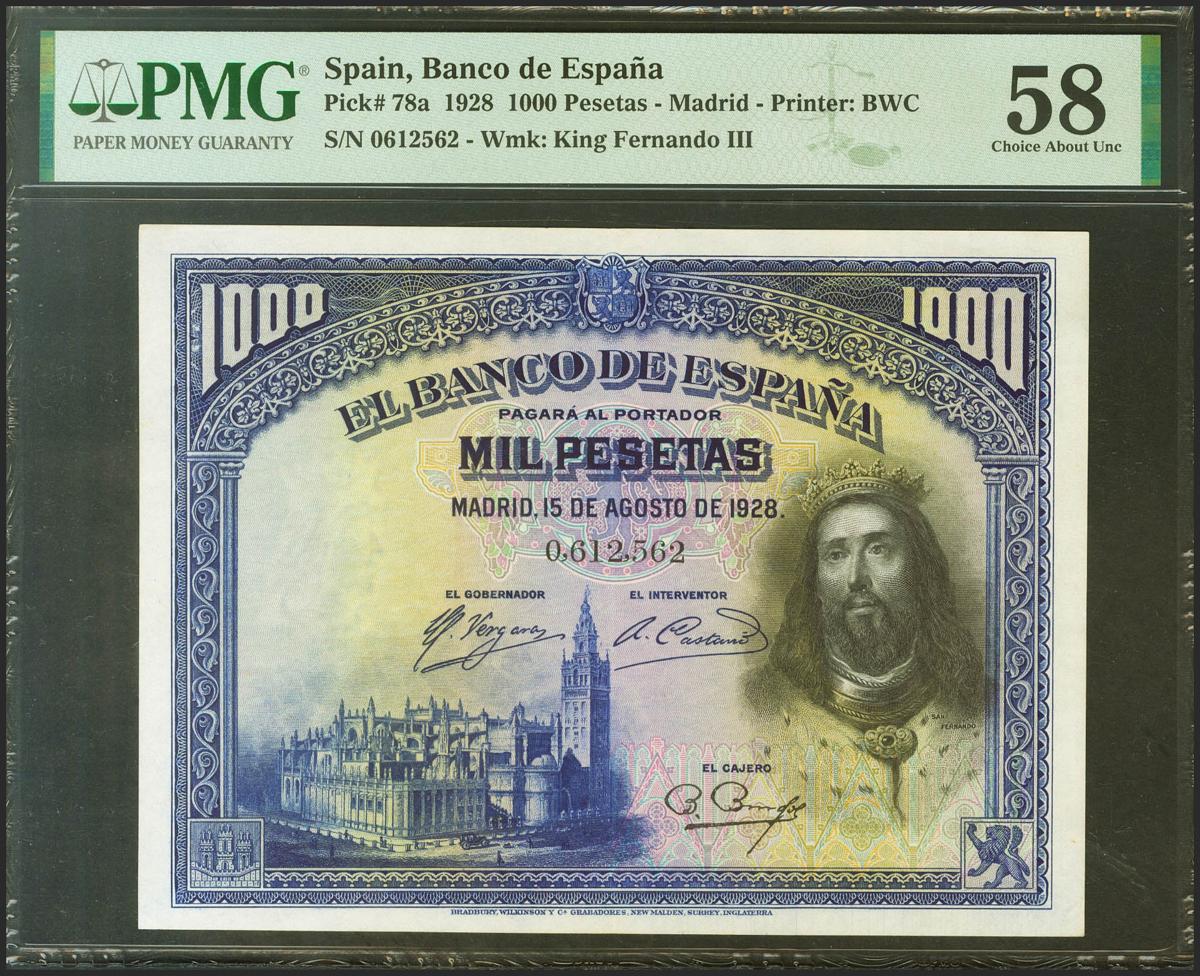 PMG®
PAPER MONEY GUARANTY
Spain, Banco de España
Pick# 78a 1928 1000 Pesetas - Madrid - Printer: BWC
S/N 0612562 - Wmk: King Fernando III
58
Choice About Unc
1000
1000
EL BANCO DE ESPAÑA
PAGARÁ AL PORTADOR
MIL PESETAS
MADRID, 15 DE AGOSTO DE 1928.
0,612,562
EL GOBERNADOR
EL INTERVENTOR
SAN
FERNANDO
EL CAJERO
BRADBURY, WILKINSON Y Cª GRABADORES, NEW MALDEN, SURREY, INGLATERRA